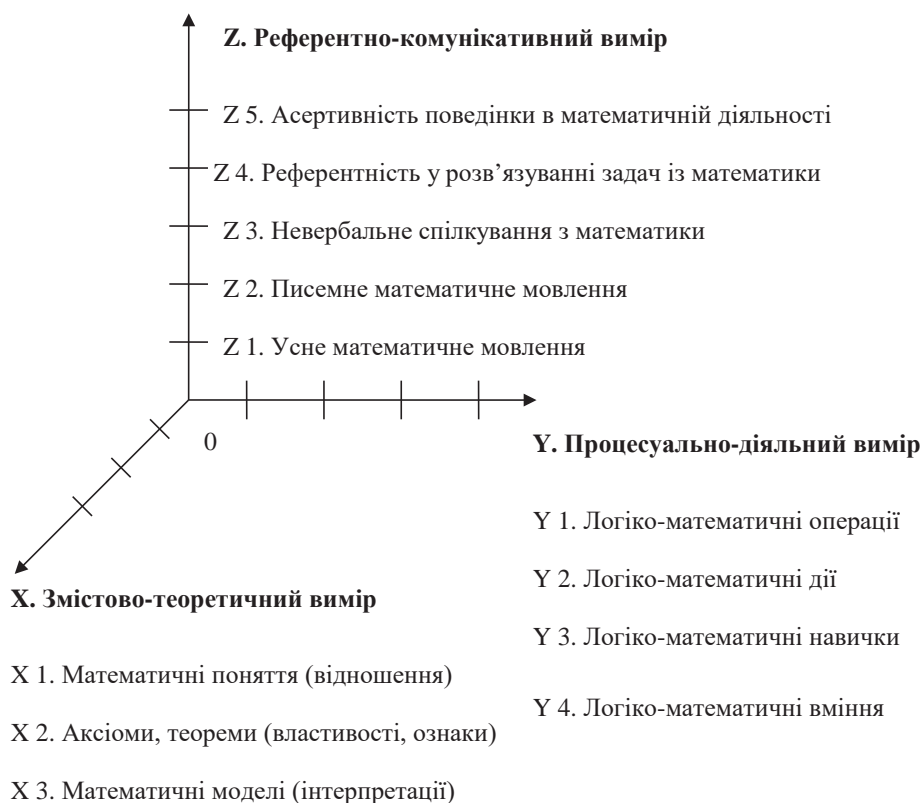 Z. Референтно-комунікативний вимір
Z 5. Асертивність поведінки в математичній діяльності
Z 4. Референтність у розв'язуванні задач із математики
Z 3. Невербальне спілкування з математики
Z 2. Писемне математичне мовлення
Z 1. Усне математичне мовлення
0
Y. Процесуально-діяльний вимір
Y 1. Логіко-математичні операції
Y 2. Логіко-математичні дії
Y 3. Логіко-математичні навички
Y 4. Логіко-математичні вміння
X. Змістово-теоретичний вимір
X 1. Математичні поняття (відношення)
X 2. Аксіоми, теореми (властивості, ознаки)
X 3. Математичні моделі (інтерпретації)